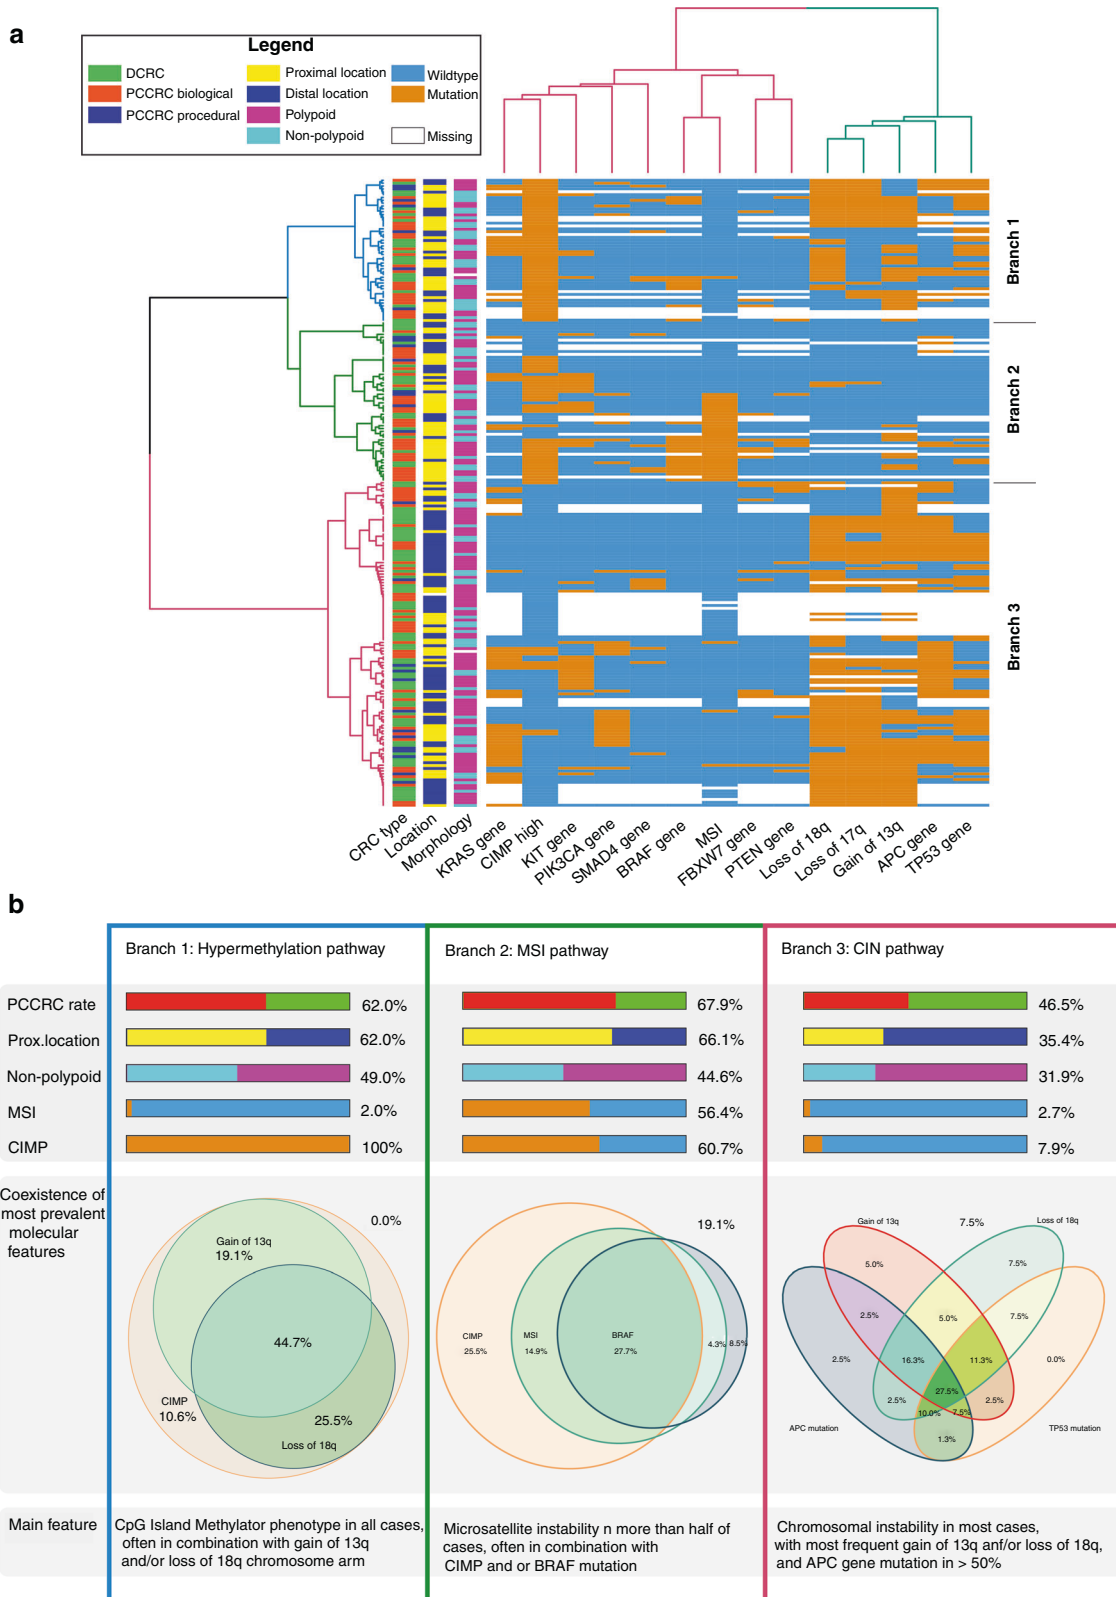 a
Legend
DCRC
PCCRC biological
PCCRC procedural
Proximal location
Distal location
Polypoid
Non-polypoid
Wildtype
Mutation
Missing
Branch 1
Branch 2
Branch 3
CRC type
Location
Morphology
KRAS gene
CIMP high
KIT gene
PIK3CA gene
SMAD4 gene
BRAF gene
MSI
FBXW7 gene
PTEN gene
Loss of 18q
Loss of 17q
Gain of 13q
APC gene
TP53 gene
b
Branch 1: Hypermethylation pathway
Branch 2: MSI pathway
Branch 3: CIN pathway
PCCRC rate
62.0%
67.9%
46.5%
Prox.location
62.0%
66.1%
35.4%
Non-polypoid
49.0%
44.6%
31.9%
MSI
2.0%
56.4%
2.7%
CIMP
100%
60.7%
7.9%
Coexistence of
most prevalent
molecular
features
0.0%
Gain of 13q
19.1%
44.7%
CIMP
10.6%
25.5%
Loss of 18q
19.1%
CIMP
25.5%
MSI
14.9%
BRAF
27.7%
4.3%
8.5%
Gain of 13q
7.5%
Loss of 18q
5.0%
7.5%
2.5%
5.0%
7.5%
2.5%
16.3%
11.3%
0.0%
27.5%
2.5%
2.5%
10.0%
7.5%
APC mutation
TP53 mutation
1.3%
Main feature
CpG Island Methylator phenotype in all cases,
often in combination with gain of 13q
and/or loss of 18q chromosome arm
Microsatellite instability n more than half of
cases, often in combination with
CIMP and or BRAF mutation
Chromosomal instability in most cases,
with most frequent gain of 13q anf/or loss of 18q,
and APC gene mutation in > 50%